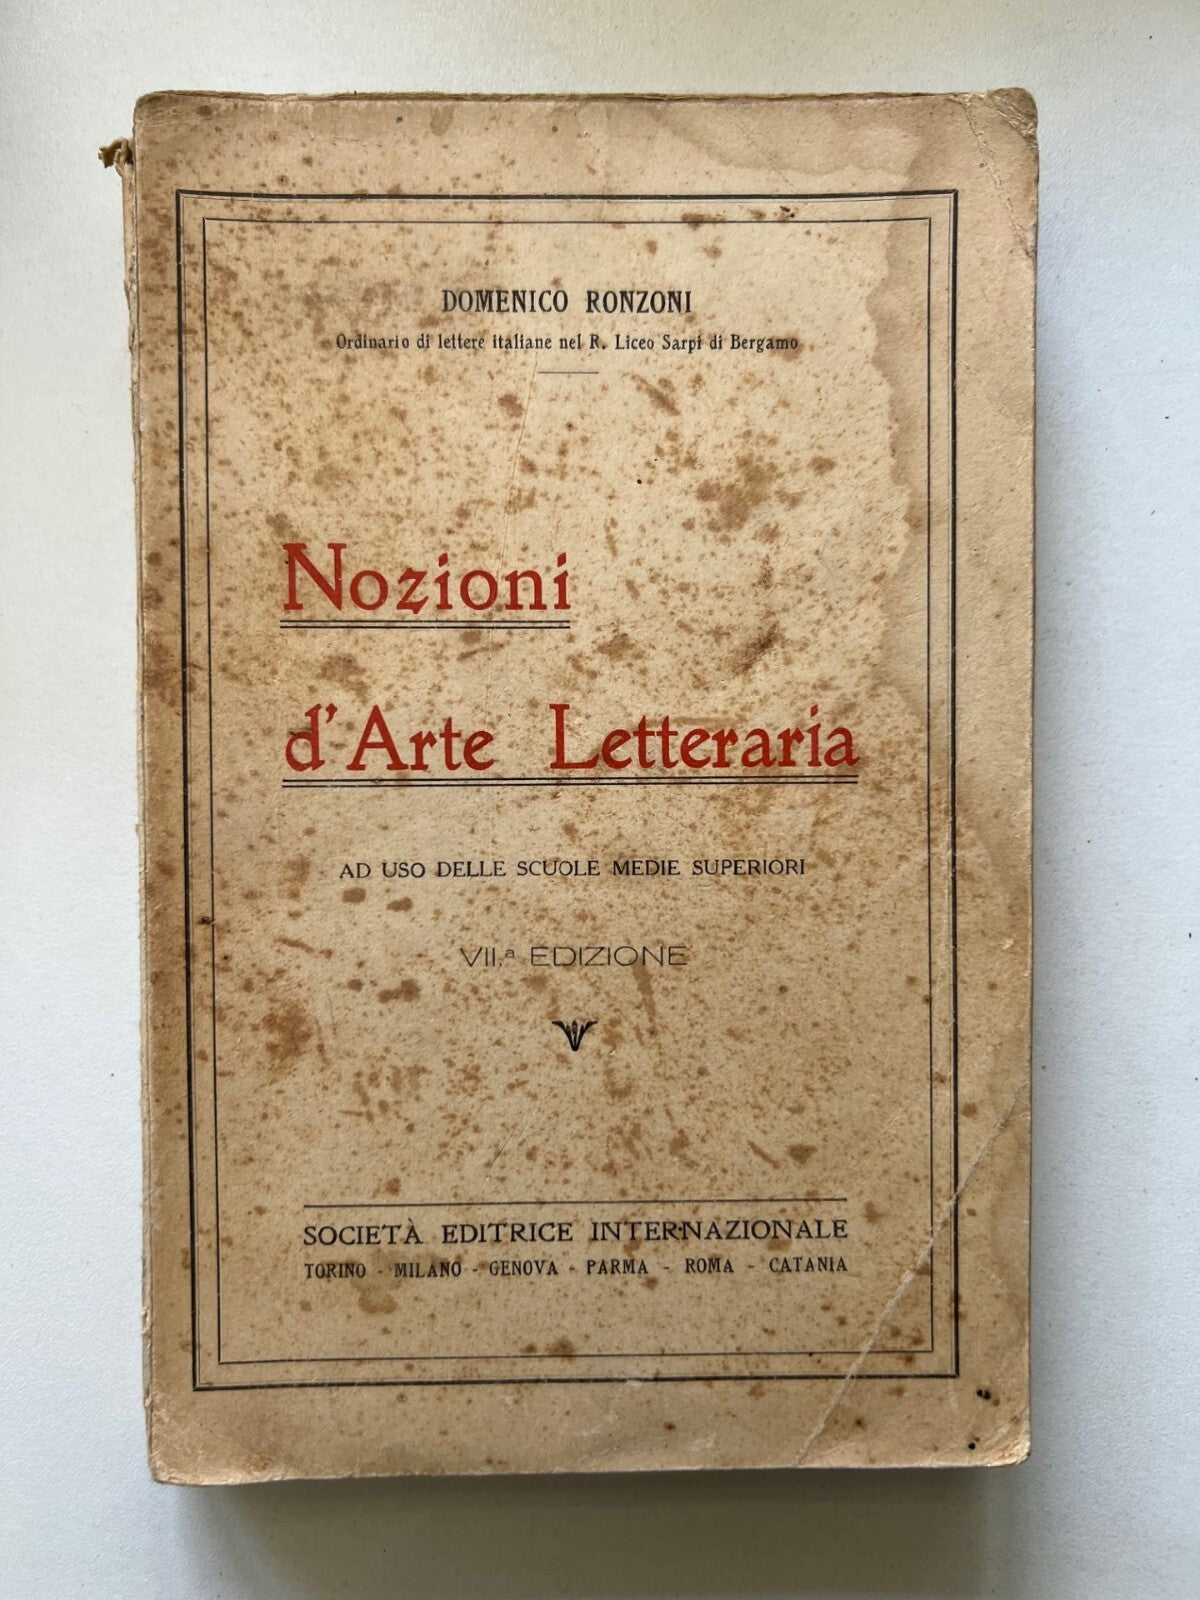 DOMENICO RONZONI
Ordinario di lettere italiane nel R. Liceo Sarpi di Bergamo
Nozioni
d'Arte Letteraria
AD USO DELLE SCUOLE MEDIE SUPERIORI
VII.ª EDIZIONE
SOCIETÀ EDITRICE INTERNAZIONALE
TORINO - MILANO - GENOVA - PARMA - ROMA - CATANIA